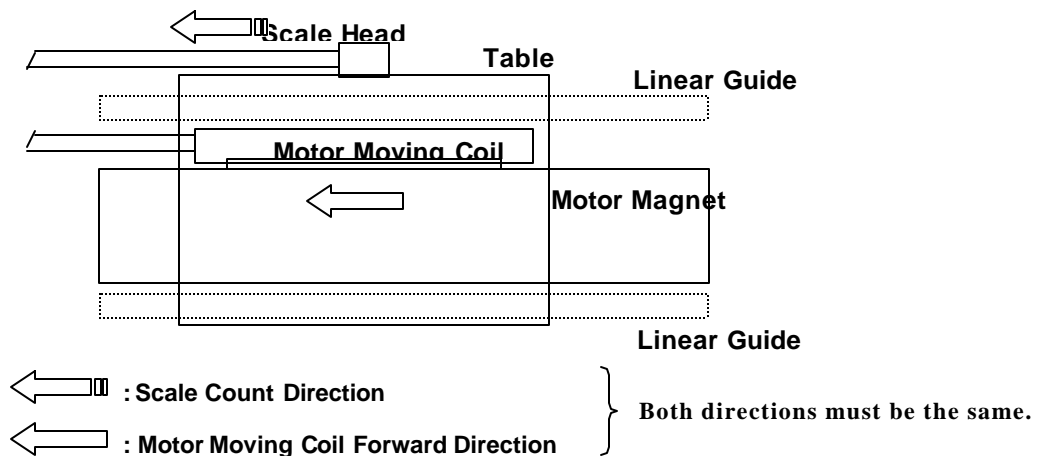 Scale Head
Table
Linear Guide
Motor Moving Coil
Motor Magnet
Linear Guide
: Scale Count Direction
Both directions must be the same.
: Motor Moving Coil Forward Direction